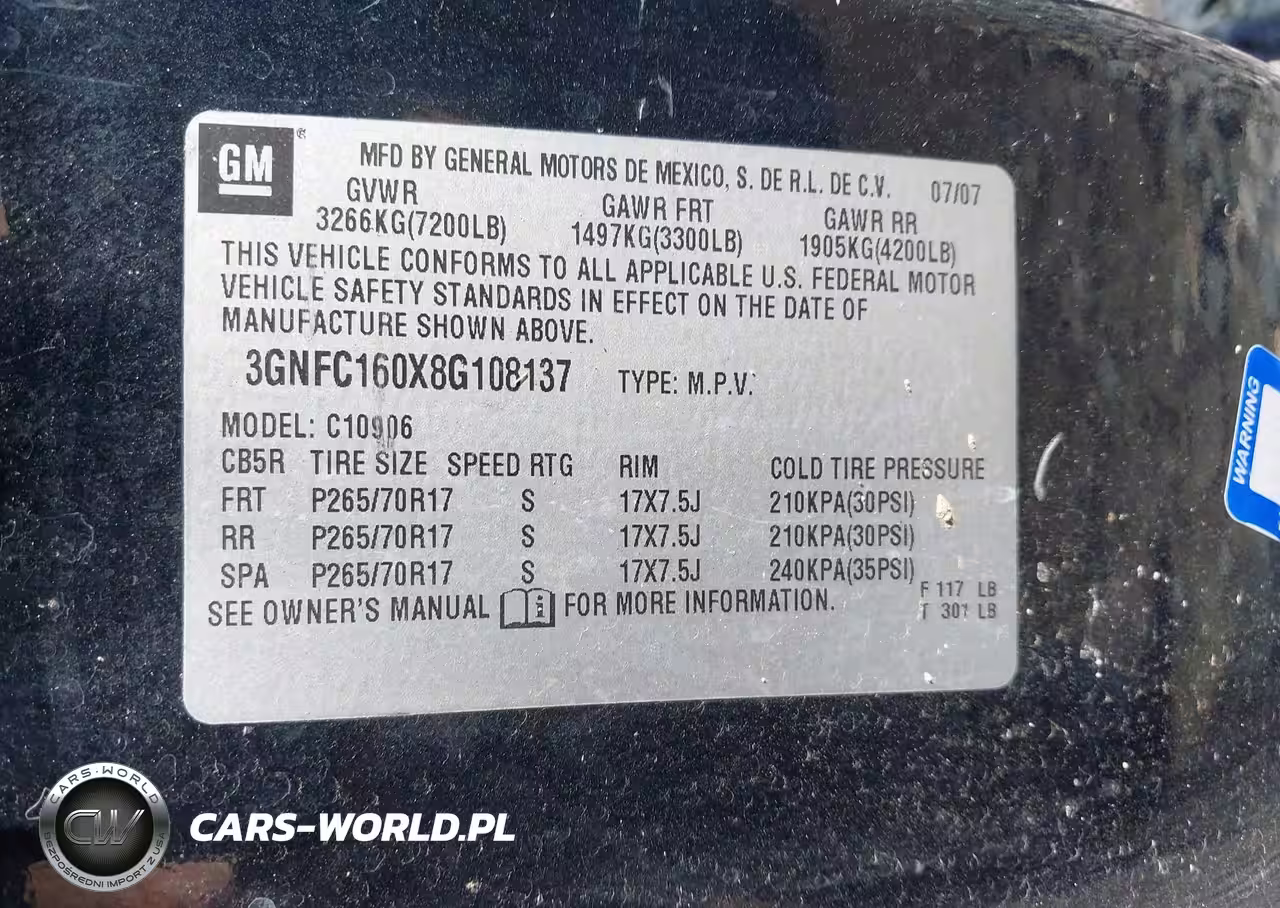 GM®
MFD BY GENERAL MOTORS DE MEXICO, S. DE R.L. DE C.V. 07/07
GVWR GAWR FRT GAWR RR
3266KG(7200LB) 1497KG(3300LB) 1905KG(4200LB)
THIS VEHICLE CONFORMS TO ALL APPLICABLE U.S. FEDERAL MOTOR
VEHICLE SAFETY STANDARDS IN EFFECT ON THE DATE OF
MANUFACTURE SHOWN ABOVE.
3GNFC160X8G108137 TYPE: M.P.V.
MODEL: C10906
CB5R TIRE SIZE SPEED RTG RIM COLD TIRE PRESSURE
FRT P265/70R17 S 17X7.5J 210KPA(30PSI)
RR P265/70R17 S 17X7.5J 210KPA(30PSI)
SPA P265/70R17 S 17X7.5J 240KPA(35PSI)
F 117 LB
T 301 LB
SEE OWNER'S MANUAL i FOR MORE INFORMATION.
WARNING
CARS-WORLD
CW
BEZPOŚREDNI IMPORT Z USA
CARS-WORLD.PL